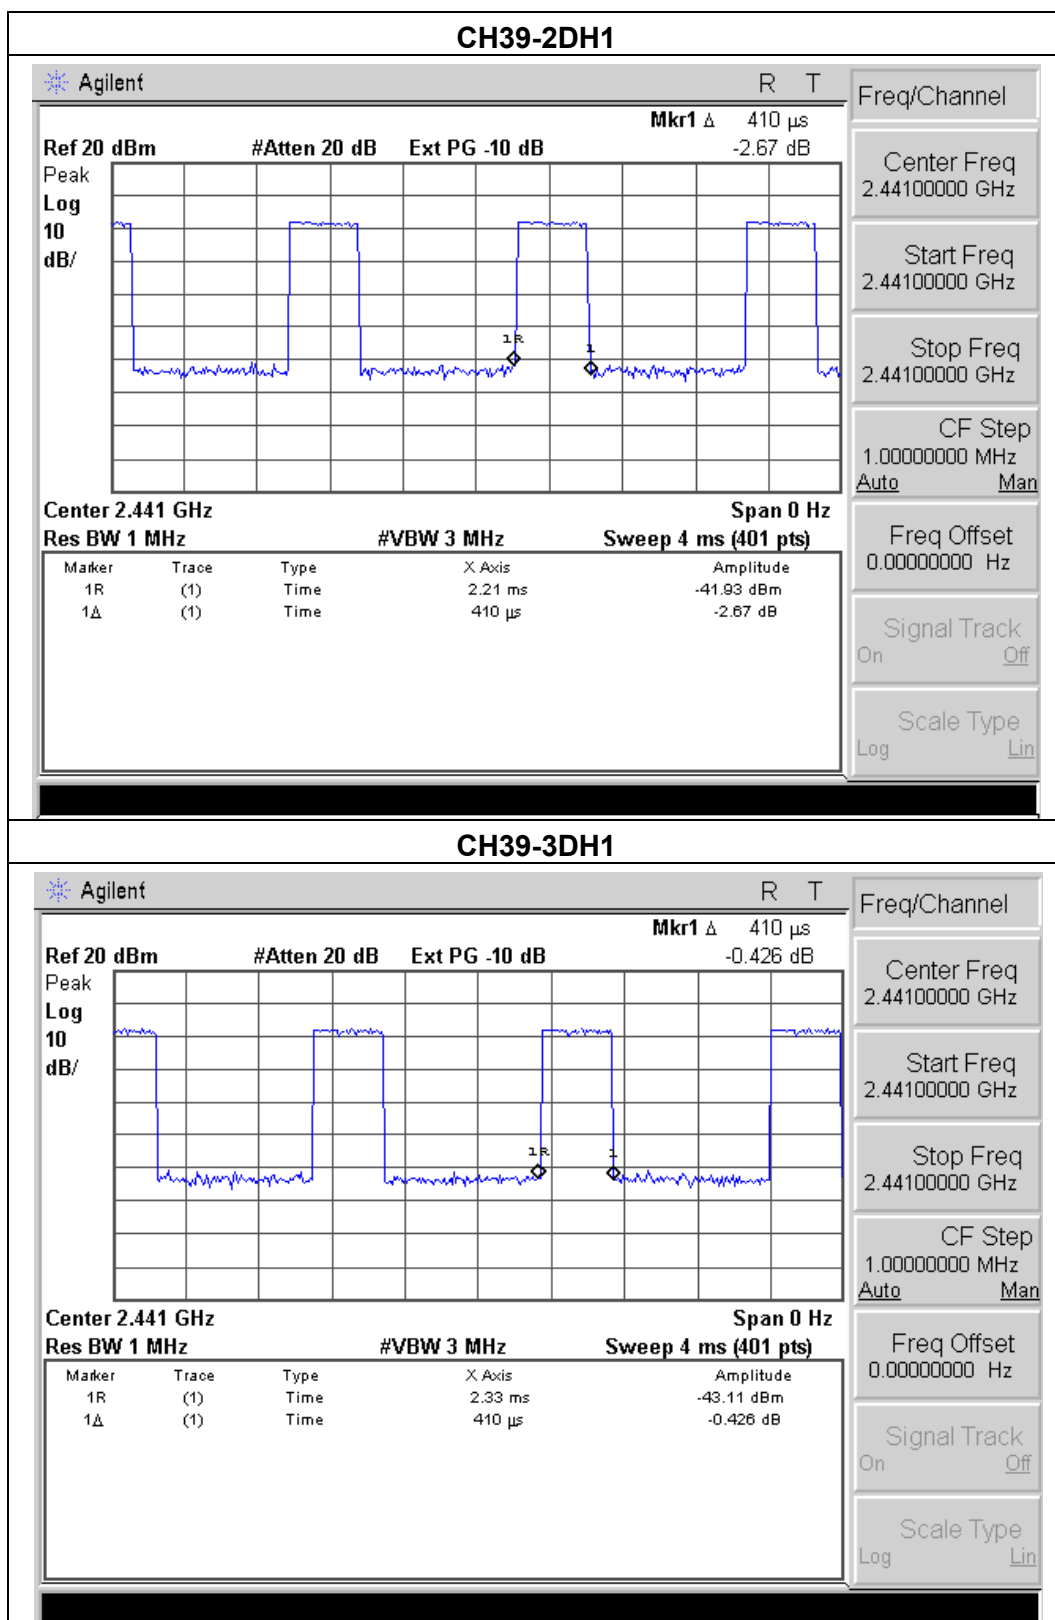 CH39-2DH1
Agilent R T
Freq/Channel
Mkr1 Δ 410 µs
Ref 20 dBm #Atten 20 dB Ext PG -10 dB -2.67 dB
Peak
Log
10
dB/
1R
1
Center Freq
2.44100000 GHz
Start Freq
2.44100000 GHz
Stop Freq
2.44100000 GHz
CF Step
1.00000000 MHz
Auto Man
Freq Offset
0.00000000 Hz
Signal Track
On Off
Scale Type
Log Lin
Center 2.441 GHz Span 0 Hz
Res BW 1 MHz #VBW 3 MHz Sweep 4 ms (401 pts)
Marker Trace Type X Axis Amplitude
1R (1) Time 2.21 ms -41.93 dBm
1Δ (1) Time 410 µs -2.67 dB
CH39-3DH1
Agilent R T
Freq/Channel
Mkr1 Δ 410 µs
Ref 20 dBm #Atten 20 dB Ext PG -10 dB -0.426 dB
Peak
Log
10
dB/
1R
1
Center Freq
2.44100000 GHz
Start Freq
2.44100000 GHz
Stop Freq
2.44100000 GHz
CF Step
1.00000000 MHz
Auto Man
Freq Offset
0.00000000 Hz
Signal Track
On Off
Scale Type
Log Lin
Center 2.441 GHz Span 0 Hz
Res BW 1 MHz #VBW 3 MHz Sweep 4 ms (401 pts)
Marker Trace Type X Axis Amplitude
1R (1) Time 2.33 ms -43.11 dBm
1Δ (1) Time 410 µs -0.426 dB